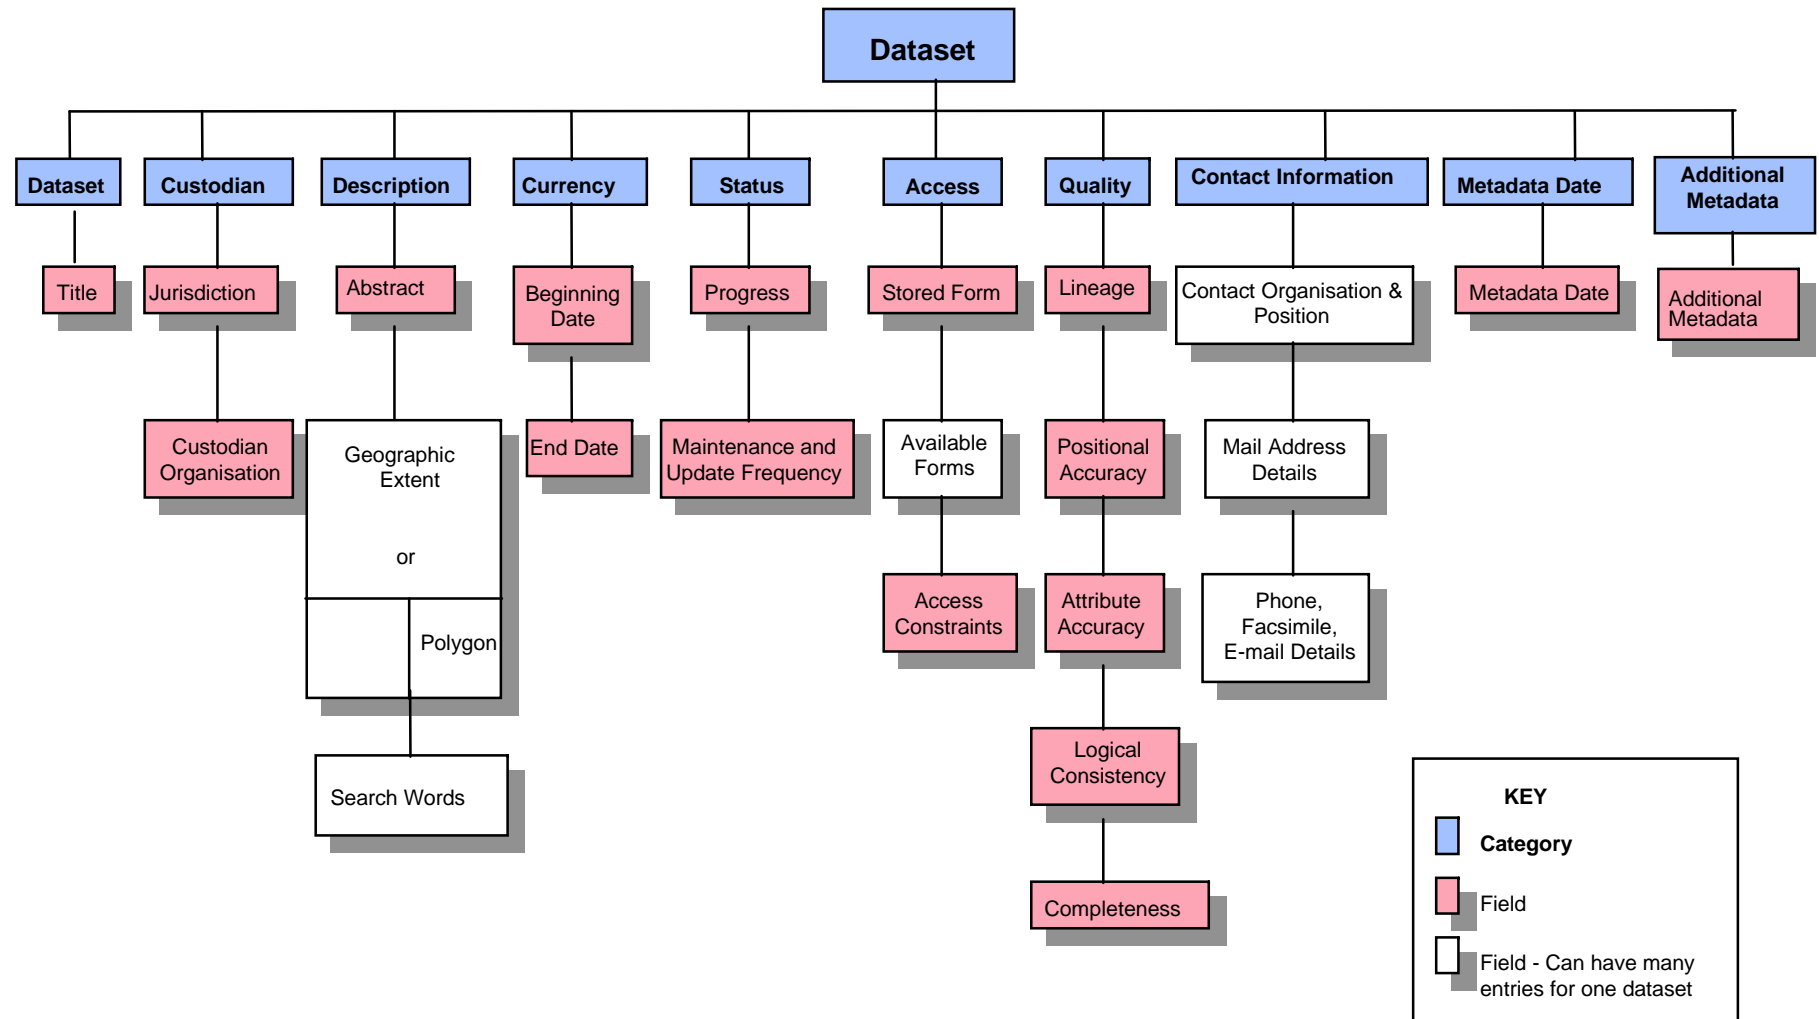 Dataset
Dataset
Custodian
Description
Currency
Status
Access
Quality
Contact Information
Metadata Date
Additional
Metadata
Title
Jurisdiction
Abstract
Beginning
Date
Progress
Stored Form
Lineage
Contact Organisation &
Position
Metadata Date
Additional
Metadata
Custodian
Organisation
Geographic
Extent
or
Polygon
End Date
Maintenance and
Update Frequency
Available
Forms
Positional
Accuracy
Mail Address
Details
Access
Constraints
Attribute
Accuracy
Phone,
Facsimile,
E-mail Details
Search Words
Logical
Consistency
Completeness
KEY
Category
Field
Field - Can have many
entries for one dataset